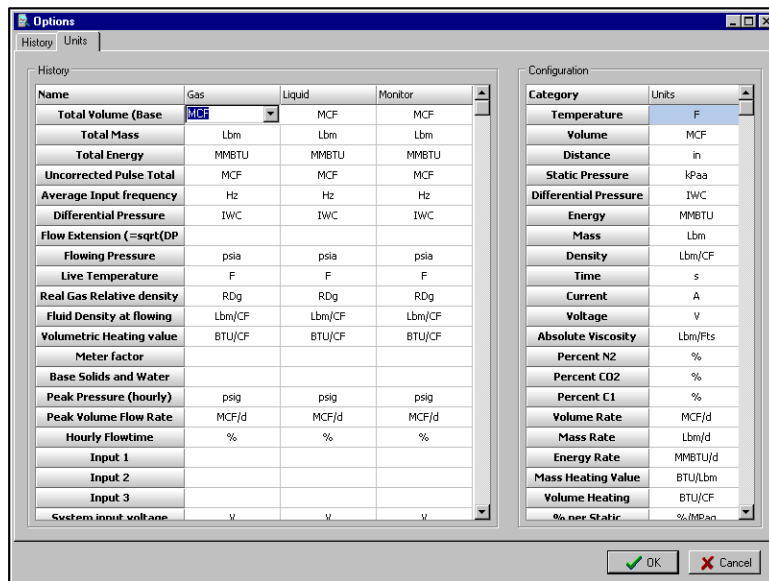 Options
History Units
History
Name Gas Liquid Monitor
Total Volume (Base MCF MCF MCF
Total Mass Lbm Lbm Lbm
Total Energy MMBTU MMBTU MMBTU
Uncorrected Pulse Total MCF MCF MCF
Average Input frequency Hz Hz Hz
Differential Pressure IWC IWC IWC
Flow Extension (=sqrt(DP
Flowing Pressure psia psia psia
Live Temperature F F F
Real Gas Relative density RDg RDg RDg
Fluid Density at flowing Lbm/CF Lbm/CF Lbm/CF
Volumetric Heating value BTU/CF BTU/CF BTU/CF
Meter factor
Base Solids and Water
Peak Pressure (hourly) psig psig psig
Peak Volume Flow Rate MCF/d MCF/d MCF/d
Hourly Flowtime % % %
Input 1
Input 2
Input 3
System input voltage V V V
Configuration
Category Units
Temperature F
Volume MCF
Distance in
Static Pressure kPaa
Differential Pressure IWC
Energy MMBTU
Mass Lbm
Density Lbm/CF
Time s
Current A
Voltage V
Absolute Viscosity Lbm/Fts
Percent N2 %
Percent CO2 %
Percent C1 %
Volume Rate MCF/d
Mass Rate Lbm/d
Energy Rate MMBTU/d
Mass Heating Value BTU/Lbm
Volume Heating BTU/CF
% per Static %/MPag
OK Cancel